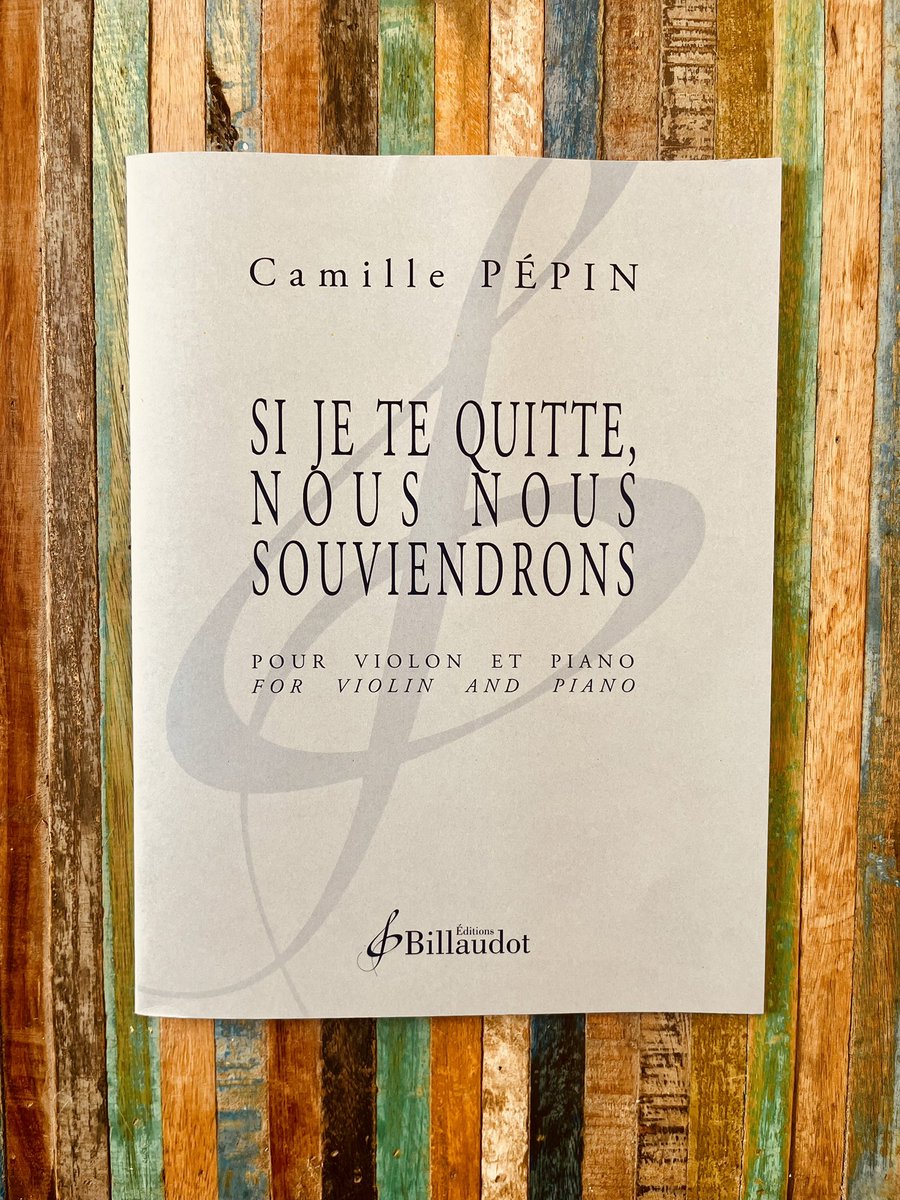 Camille PÉPIN
SI JE TE QUITTE,
NOUS NOUS
SOUVIENDRONS
POUR VIOLON ET PIANO
FOR VIOLIN AND PIANO
Éditions
Billaudot